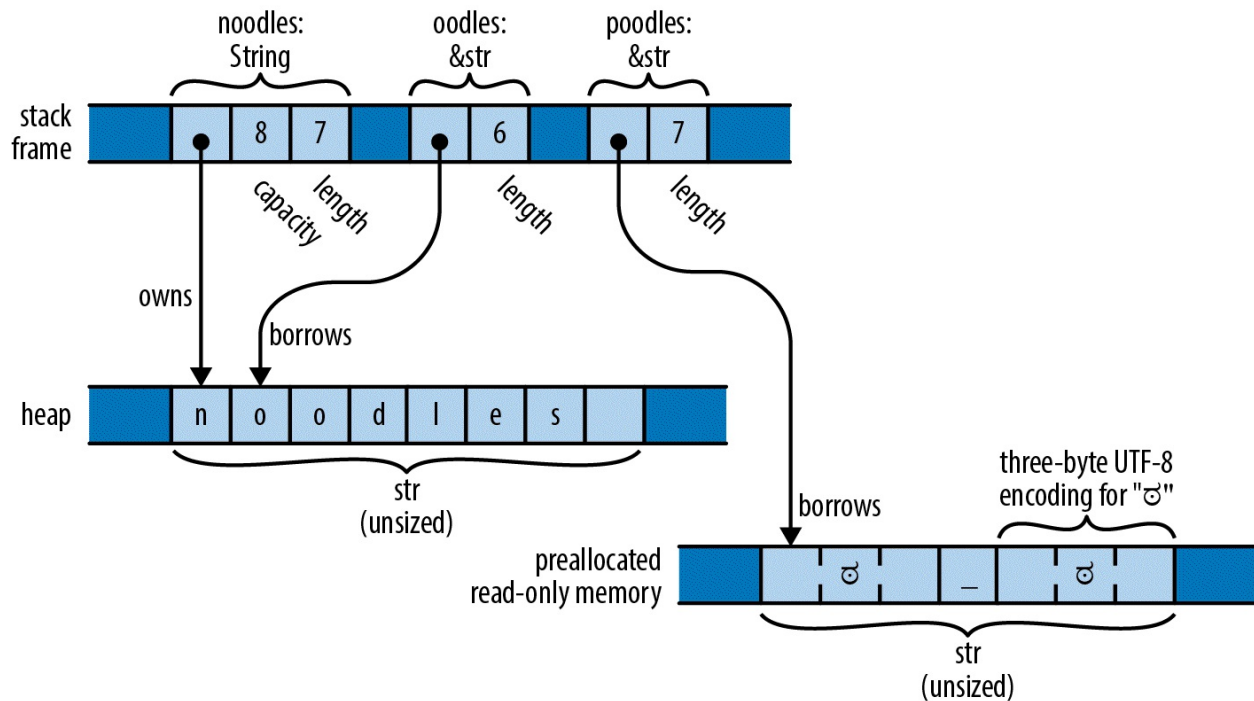 noodles:
String
oodles:
&str
poodles:
&str
stack
frame
8
7
6
7
capacity
length
length
length
owns
borrows
heap
n o o d l e s
str
(unsized)
borrows
three-byte UTF-8
encoding for "ಠ"
preallocated
read-only memory
ಠ _ ಠ
str
(unsized)